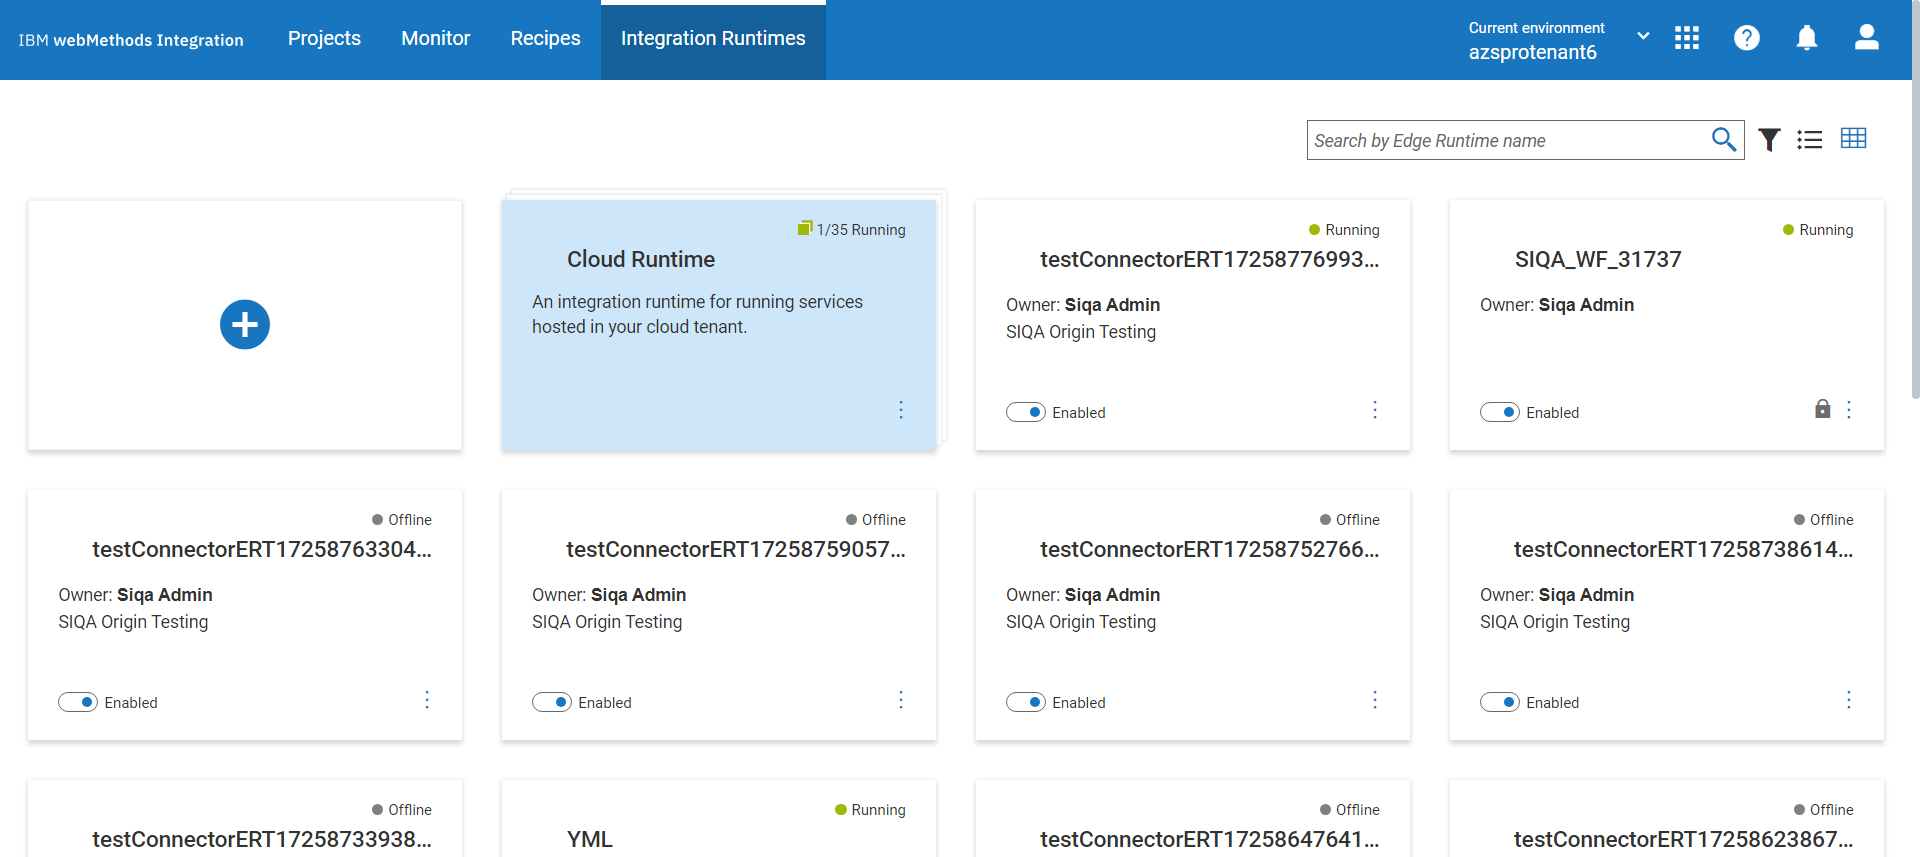 IBM webMethods Integration
Projects
Monitor
Recipes
Integration Runtimes
Current environment
azsprotenant6
Search by Edge Runtime name
1/35 Running
Cloud Runtime
An integration runtime for running services
hosted in your cloud tenant.
Running
testConnectorERT17258776993...
Owner: Siqa Admin
SIQA Origin Testing
Enabled
Running
SIQA_WF_31737
Owner: Siqa Admin
Enabled
Offline
testConnectorERT17258763304...
Owner: Siqa Admin
SIQA Origin Testing
Enabled
Offline
testConnectorERT17258759057...
Owner: Siqa Admin
SIQA Origin Testing
Enabled
Offline
testConnectorERT17258752766...
Owner: Siqa Admin
SIQA Origin Testing
Enabled
Offline
testConnectorERT17258738614...
Owner: Siqa Admin
SIQA Origin Testing
Enabled
Offline
testConnectorERT17258733938...
Running
YML
Offline
testConnectorERT17258647641...
Offline
testConnectorERT17258623867...